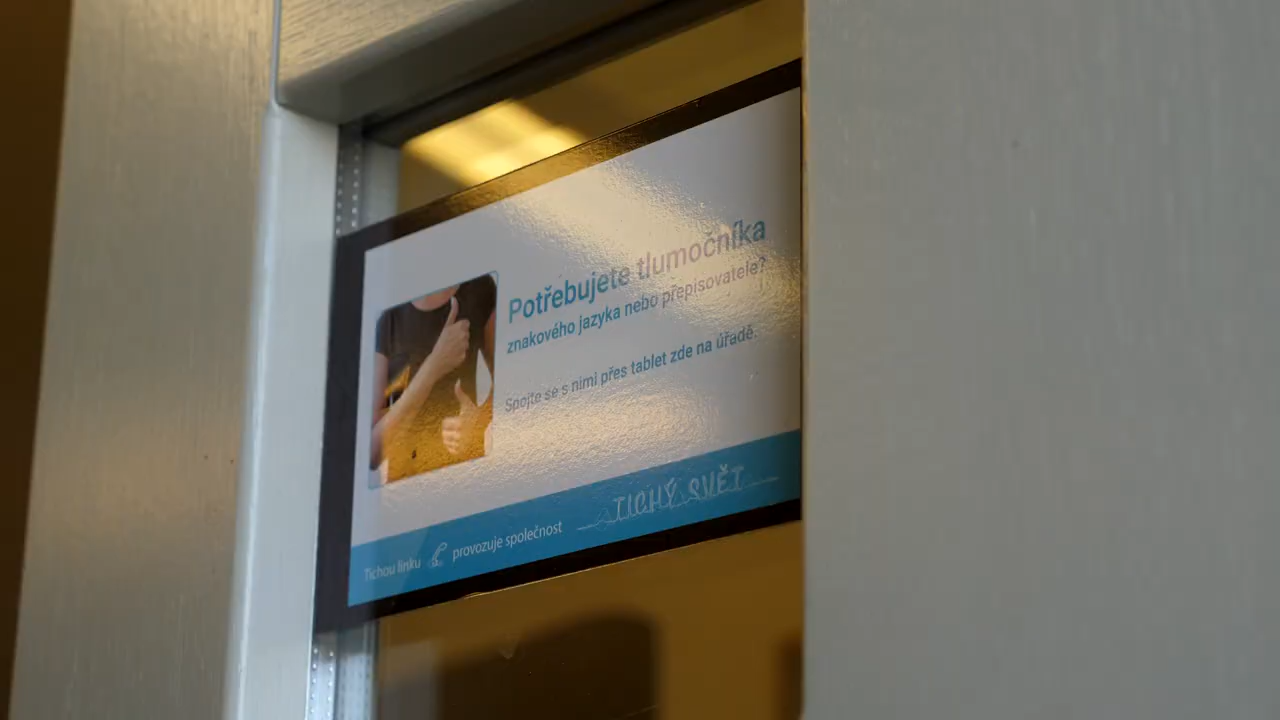 Potřebujete tlumočníka
znakového jazyka nebo přepisovatele?
Spojte se s nimi přes tablet zde na úřadě.
Tichou linku provozuje společnost TICHÝ SVĚT